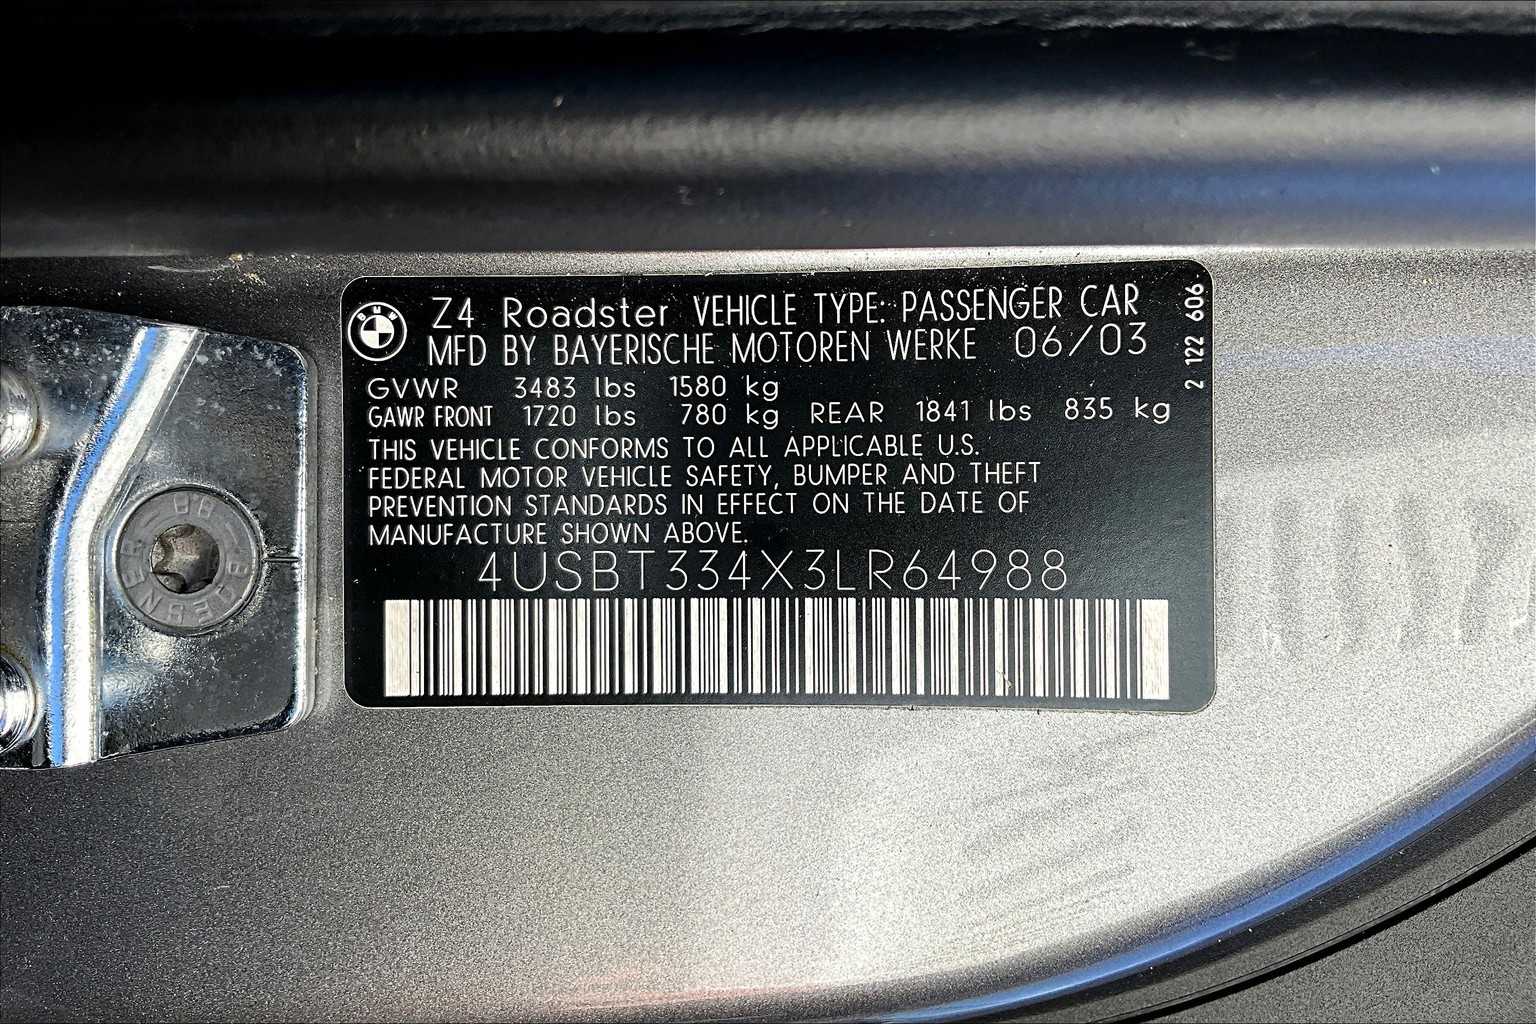 BMW
Z4 Roadster VEHICLE TYPE: PASSENGER CAR
MFD BY BAYERISCHE MOTOREN WERKE 06/03
GVWR 3483 lbs 1580 kg
GAWR FRONT 1720 lbs 780 kg REAR 1841 lbs 835 kg
THIS VEHICLE CONFORMS TO ALL APPLICABLE U.S.
FEDERAL MOTOR VEHICLE SAFETY, BUMPER AND THEFT
PREVENTION STANDARDS IN EFFECT ON THE DATE OF
MANUFACTURE SHOWN ABOVE.
4USBT334X3LR64988
2 122 606